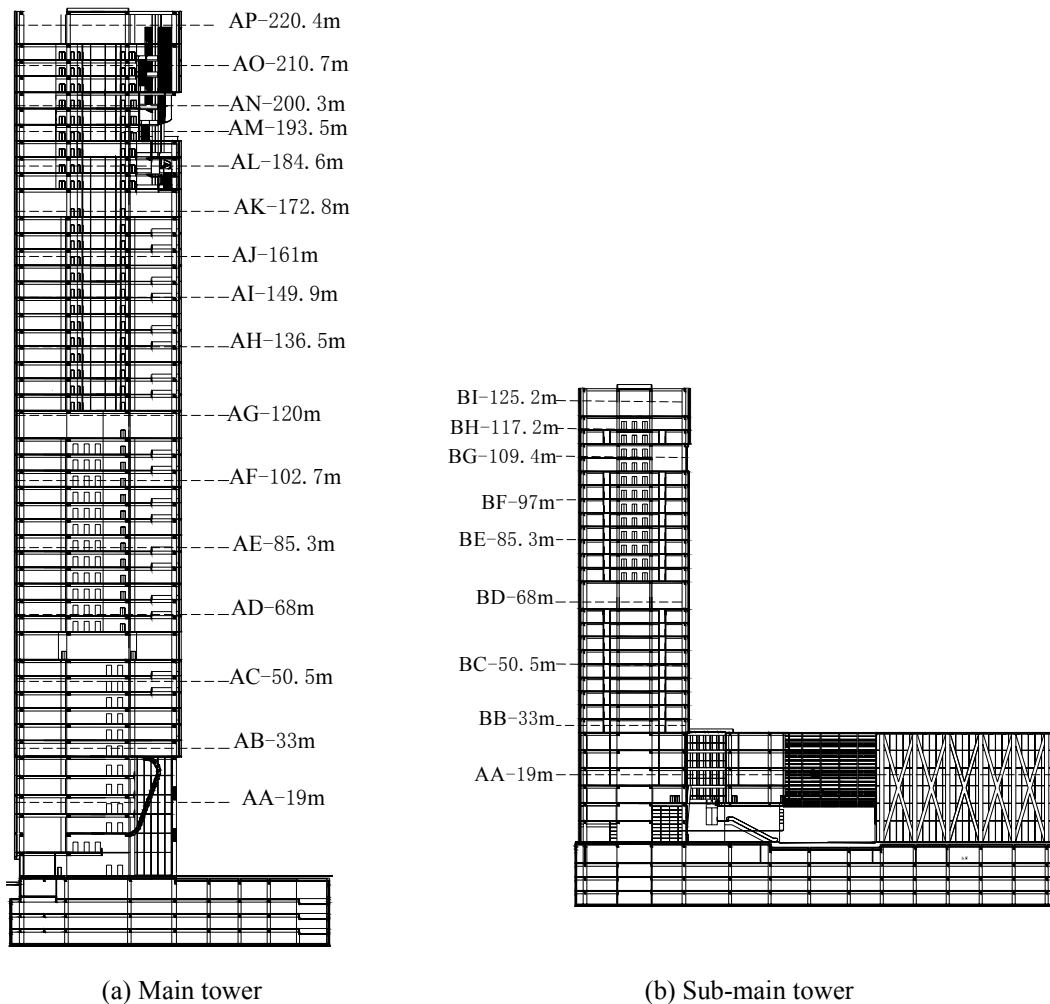 AP-220.4m
AO-210.7m
AN-200.3m
AM-193.5m
AL-184.6m
AK-172.8m
AJ-161m
AI-149.9m
AH-136.5m
AG-120m
AF-102.7m
AE-85.3m
AD-68m
AC-50.5m
AB-33m
AA-19m
BI-125.2m
BH-117.2m
BG-109.4m
BF-97m
BE-85.3m
BD-68m
BC-50.5m
BB-33m
AA-19m
(a) Main tower
(b) Sub-main tower